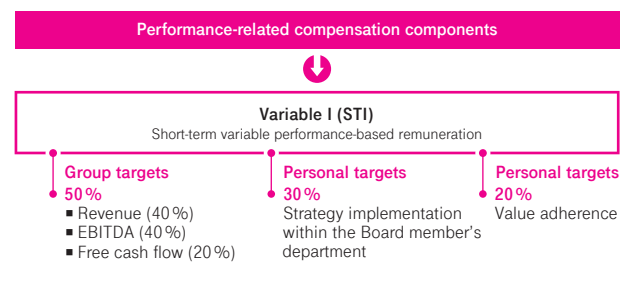 Performance-related compensation components
Variable I (STI)
Short-term variable performance-based remuneration
Group targets
50 %
■ Revenue (40 %)
■ EBITDA (40 %)
■ Free cash flow (20 %)
Personal targets
30 %
Strategy implementation
within the Board member’s
department
Personal targets
20 %
Value adherence